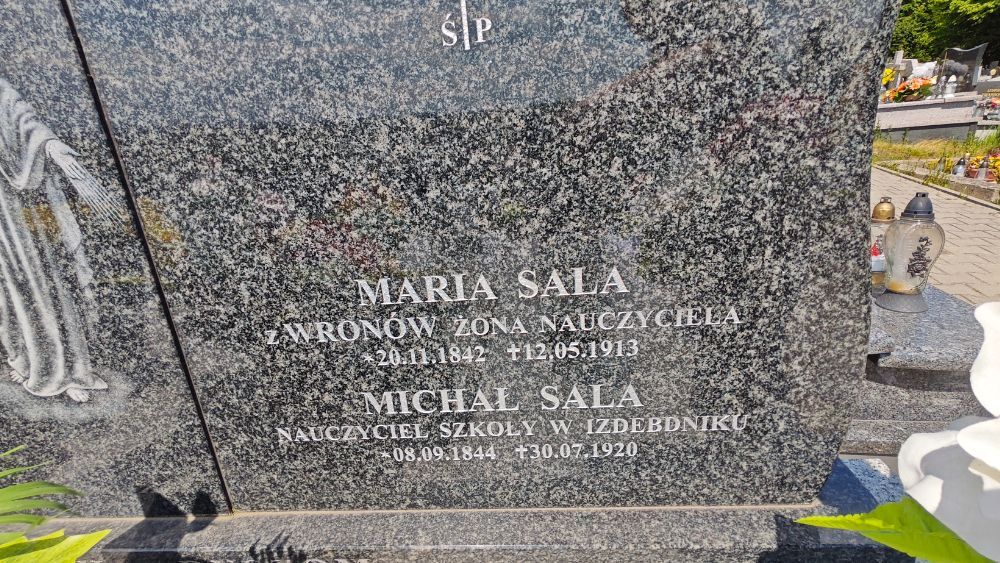 Ś P
MARIA SALA
z WRONÓW ŻONA NAUCZYCIELA
*20.11.1842 ✝12.05.1913
MICHAŁ SALA
NAUCZYCIEL SZKOŁY W IZDEBDNIKU
*08.09.1844 ✝30.07.1920